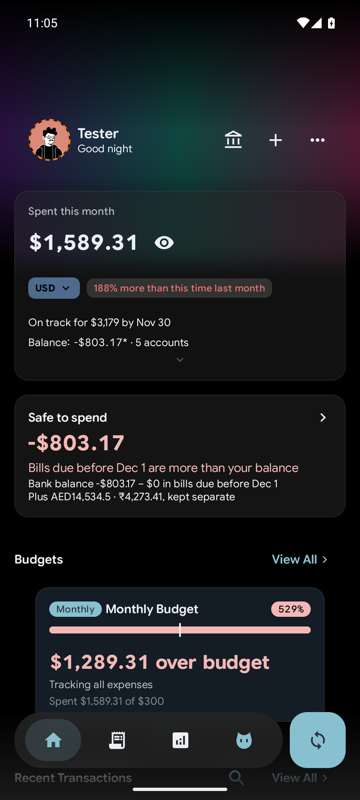 11:05
Tester
Good night
Spent this month
$1,589.31
USD
188% more than this time last month
On track for $3,179 by Nov 30
Balance: -$803.17* · 5 accounts
Safe to spend
-$803.17
Bills due before Dec 1 are more than your balance
Bank balance -$803.17 – $0 in bills due before Dec 1
Plus AED14,534.5 · ₹4,273.41, kept separate
Budgets
View All
Monthly
Monthly Budget
529%
$1,289.31 over budget
Tracking all expenses
Spent $1,589.31 of $300
Recent Transactions
View All